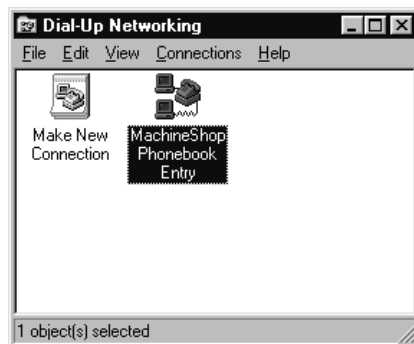 Dial-Up Networking
File Edit View Connections Help
Make New
Connection
MachineShop
Phonebook
Entry
1 object(s) selected